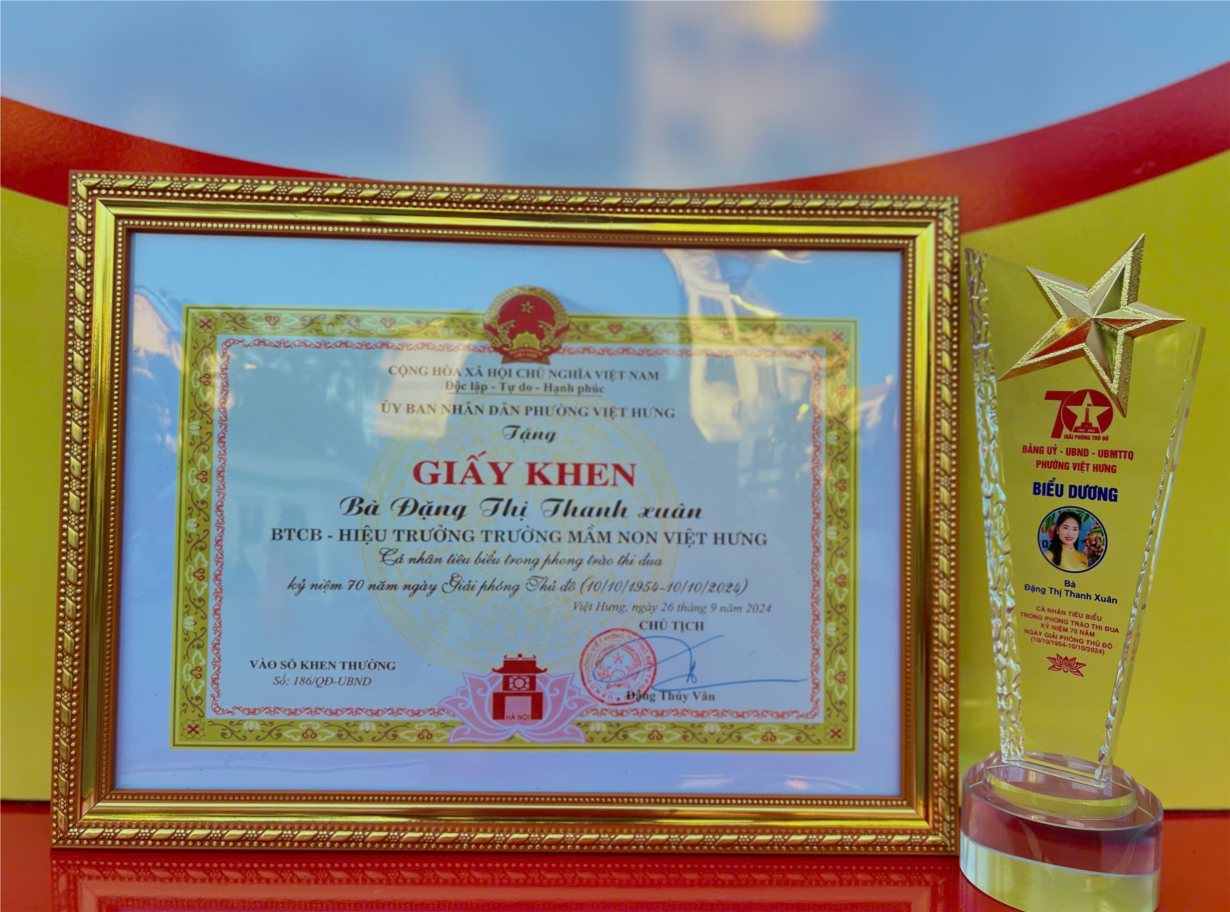 CỘNG HÒA XÃ HỘI CHỦ NGHĨA VIỆT NAM
Độc lập - Tự do - Hạnh phúc
ỦY BAN NHÂN DÂN PHƯỜNG VIỆT HƯNG
Tặng
GIẤY KHEN
Bà Đặng Thị Thanh xuân
BTCB - HIỆU TRƯỞNG TRƯỜNG MẦM NON VIỆT HƯNG
Cá nhân tiêu biểu trong phong trào thi đua
kỷ niệm 70 năm ngày Giải phóng Thủ đô (10/10/1954-10/10/2024)
Việt Hưng, ngày 26 tháng 9 năm 2024
CHỦ TỊCH
VÀO SỔ KHEN THƯỞNG
Số: 186/QĐ-UBND
Đặng Thúy Vân
HÀ NỘI
70
GIẢI PHÓNG THỦ ĐÔ
ĐẢNG UỶ - UBND - UBMTTQ
PHƯỜNG VIỆT HƯNG
BIỂU DƯƠNG
Bà
Đặng Thị Thanh Xuân
CÁ NHÂN TIÊU BIỂU
TRONG PHONG TRÀO THI ĐUA
KỶ NIỆM 70 NĂM
NGÀY GIẢI PHÓNG THỦ ĐÔ
(10/10/1954-10/10/2024)